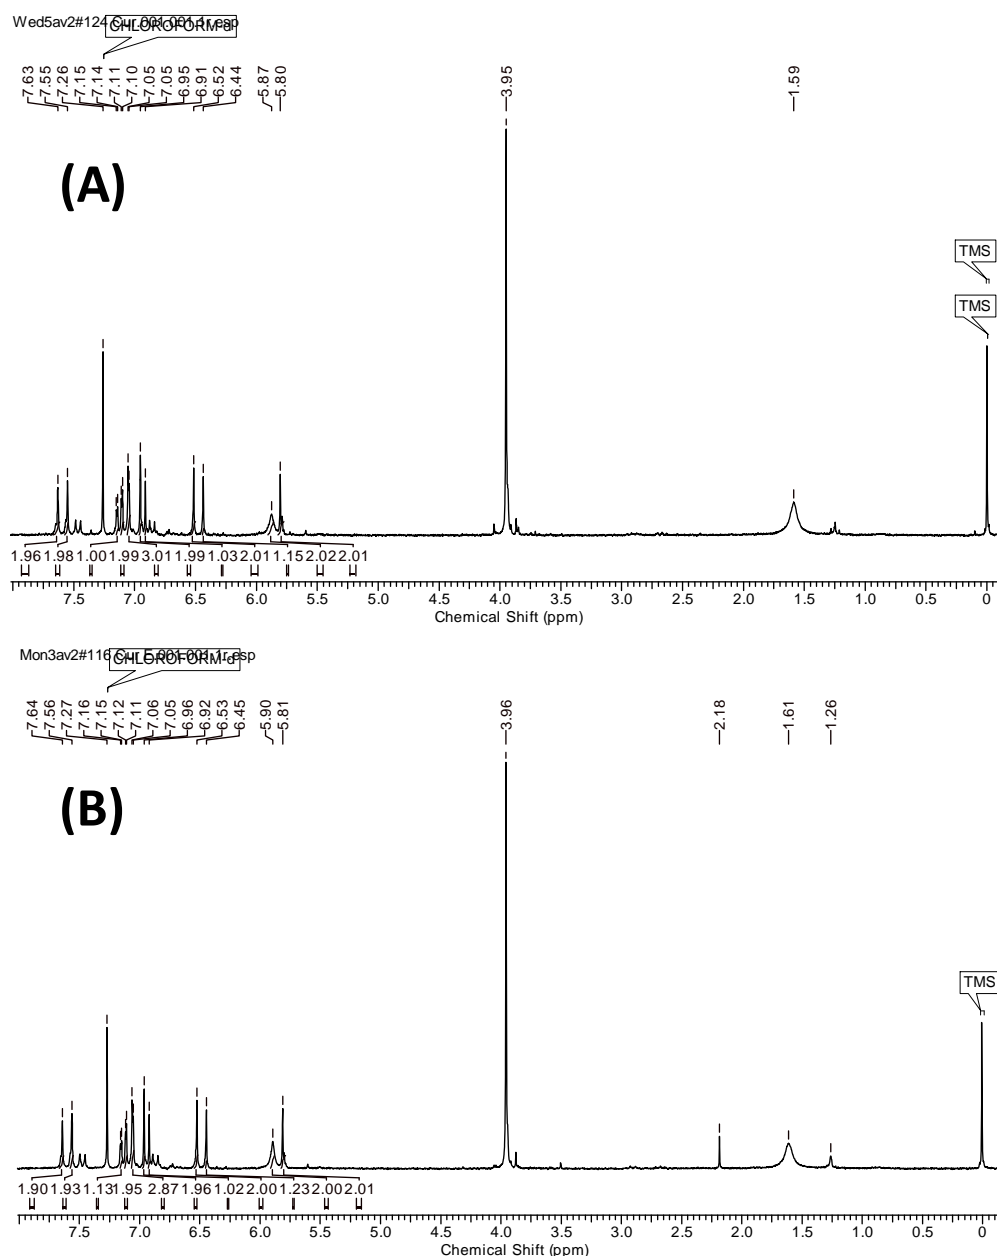 Wed5av2#124 Cur.001.001.1r.esp
CHLOROFORM-d
7.63 7.55 7.26 7.15 7.14 7.11 7.10 7.05 7.05 6.95 6.91 6.52 6.44 5.87 5.80 3.95 1.59
(A)
TMS
TMS
1.96 1.98 1.00 1.99 3.01 1.99 1.03 2.01 1.15 2.02 2.01
7.5 7.0 6.5 6.0 5.5 5.0 4.5 4.0 3.5 3.0 2.5 2.0 1.5 1.0 0.5 0
Chemical Shift (ppm)
Mon3av2#116 Cur E.001.001.1r.esp
CHLOROFORM-d
7.64 7.56 7.27 7.16 7.15 7.12 7.11 7.06 7.05 6.96 6.92 6.53 6.45 5.90 5.81 3.96 2.18 1.61 1.26
(B)
TMS
1.90 1.93 1.13 1.95 2.87 1.96 1.02 2.00 1.23 2.00 2.01
7.5 7.0 6.5 6.0 5.5 5.0 4.5 4.0 3.5 3.0 2.5 2.0 1.5 1.0 0.5 0
Chemical Shift (ppm)